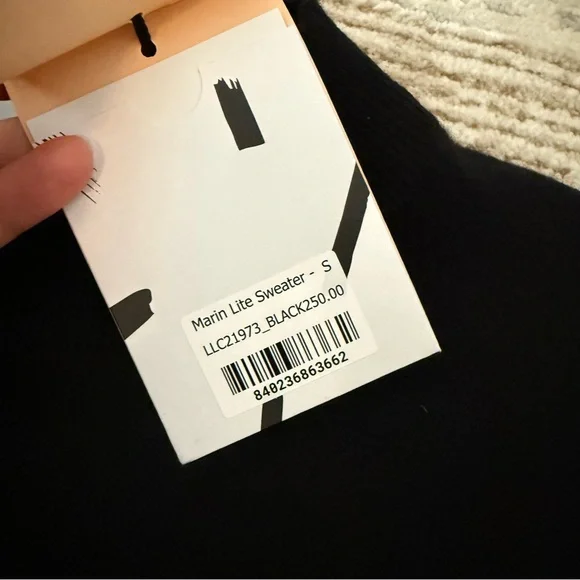 Marin Lite Sweater - S
LLC21973_BLACK250.00
840236863662